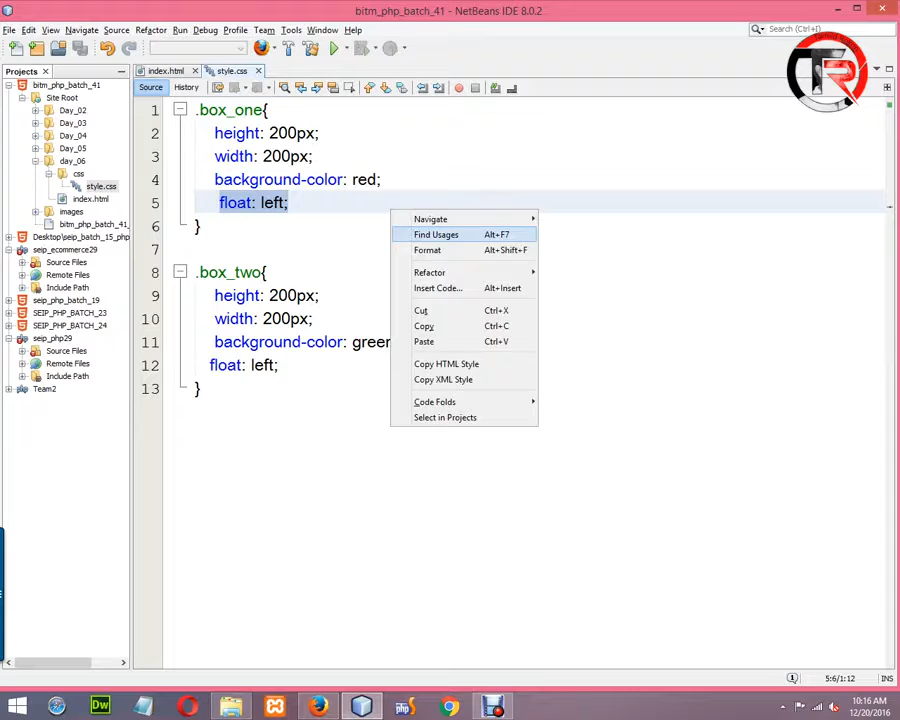 bitm_php_batch_41 - NetBeans IDE 8.0.2
File Edit View Navigate Source Refactor Run Debug Profile Team Tools Window Help
Search (Ctrl+I)
Projects
index.html
style.css
Source
History
bitm_php_batch_41
Site Root
Day_02
Day_03
Day_04
Day_05
day_06
css
style.css
index.html
images
bitm_php_batch_41_
Desktop\seip_batch_15_php
seip_ecommerce29
Source Files
Remote Files
Include Path
seip_php_batch_19
SEIP_PHP_BATCH_23
SEIP_PHP_BATCH_24
seip_php29
Source Files
Remote Files
Include Path
Team2
1 .box_one{
2 height: 200px;
3 width: 200px;
4 background-color: red;
5 float: left;
6 }
7
8 .box_two{
9 height: 200px;
10 width: 200px;
11 background-color: green
12 float: left;
13 }
Navigate
Find Usages Alt+F7
Format Alt+Shift+F
Refactor
Insert Code... Alt+Insert
Cut Ctrl+X
Copy Ctrl+C
Paste Ctrl+V
Copy HTML Style
Copy XML Style
Code Folds
Select in Projects
5:6/1:12 INS
Dw
php
10:16 AM
12/20/2016